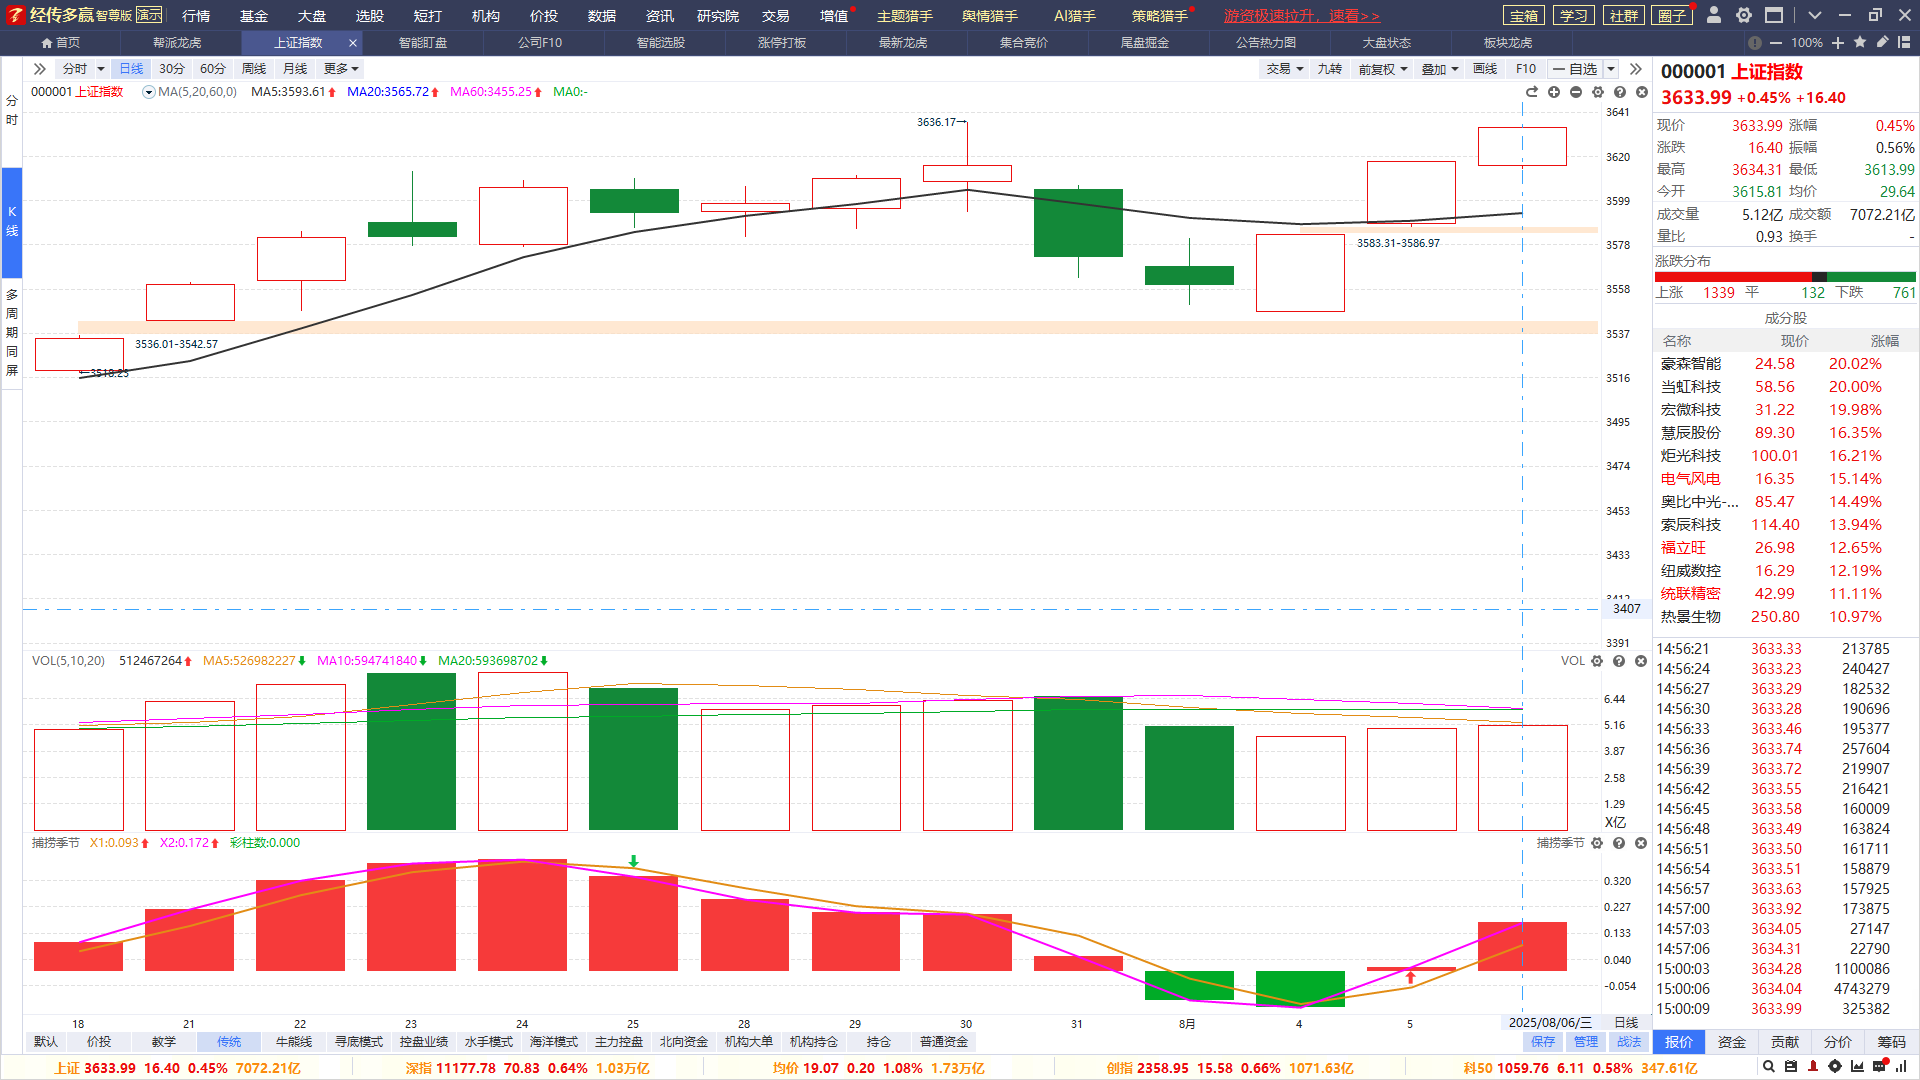 经传多赢 智尊版 演示 行情 基金 大盘 选股 短打 机构 价投 数据 资讯 研究院 交易 增值 主题猎手 舆情猎手 AI猎手 策略猎手 游资极速拉升，速看>> 宝箱 学习 社群 圈子
首页 帮派龙虎 上证指数 智能盯盘 公司F10 智能选股 涨停打板 最新龙虎 集合竞价 尾盘掘金 公告热力图 大盘状态 板块龙虎 100%
分时 日线 30分 60分 周线 月线 更多 交易 九转 前复权 叠加 画线 F10 自选
000001 上证指数 MA(5,20,60,0) MA5:3593.61 MA20:3565.72 MA60:3455.25 MA0:-
分时
K线
多周期同屏
3641
3620
3599
3578
3558
3537
3516
3495
3474
3453
3433
3412
3407
3391
3636.17
3583.31-3586.97
3536.01-3542.57
3518.25
VOL(5,10,20) 512467264 MA5:526982227 MA10:594741840 MA20:593698702 VOL
6.44
5.16
3.87
2.58
1.29
X亿
捕捞季节 X1:0.093 X2:0.172 彩柱数:0.000 捕捞季节
0.320
0.227
0.133
0.040
-0.054
18 21 22 23 24 25 28 29 30 31 8月 4 5 2025/08/06/三 日线
默认 价投 教学 传统 牛能线 寻底模式 控盘业绩 水手模式 海洋模式 主力控盘 北向资金 机构大单 机构持仓 持仓 普通资金 保存 管理 战法
000001 上证指数
3633.99 +0.45% +16.40
现价 3633.99 涨幅 0.45%
涨跌 16.40 振幅 0.56%
最高 3634.31 最低 3613.99
今开 3615.81 均价 29.64
成交量 5.12亿 成交额 7072.21亿
量比 0.93 换手 -
涨跌分布
上涨 1339 平 132 下跌 761
成分股
名称 现价 涨幅
豪森智能 24.58 20.02%
当虹科技 58.56 20.00%
宏微科技 31.22 19.98%
慧辰股份 89.30 16.35%
炬光科技 100.01 16.21%
电气风电 16.35 15.14%
奥比中光-... 85.47 14.49%
索辰科技 114.40 13.94%
福立旺 26.98 12.65%
纽威数控 16.29 12.19%
统联精密 42.99 11.11%
热景生物 250.80 10.97%
14:56:21 3633.33 213785
14:56:24 3633.23 240427
14:56:27 3633.29 182532
14:56:30 3633.28 190696
14:56:33 3633.46 195377
14:56:36 3633.74 257604
14:56:39 3633.72 219907
14:56:42 3633.55 216421
14:56:45 3633.58 160009
14:56:48 3633.49 163824
14:56:51 3633.50 161711
14:56:54 3633.51 158879
14:56:57 3633.63 157925
14:57:00 3633.92 173875
14:57:03 3634.05 27147
14:57:06 3634.31 22790
15:00:03 3634.28 1100086
15:00:06 3634.04 4743279
15:00:09 3633.99 325382
报价 资金 贡献 分价 筹码
上证 3633.99 16.40 0.45% 7072.21亿 深指 11177.78 70.83 0.64% 1.03万亿 均价 19.07 0.20 1.08% 1.73万亿 创指 2358.95 15.58 0.66% 1071.63亿 科50 1059.76 6.11 0.58% 347.61亿